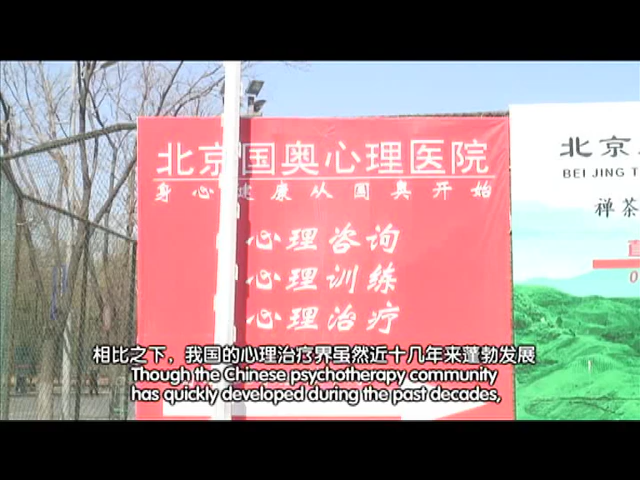 北京国奥心理医院
身心健康从国奥开始
心理咨询
心理训练
心理治疗
北京
BEI JING T
禅茶
相比之下，我国的心理治疗界虽然近十几年来蓬勃发展
Though the Chinese psychotherapy community
has quickly developed during the past decades,